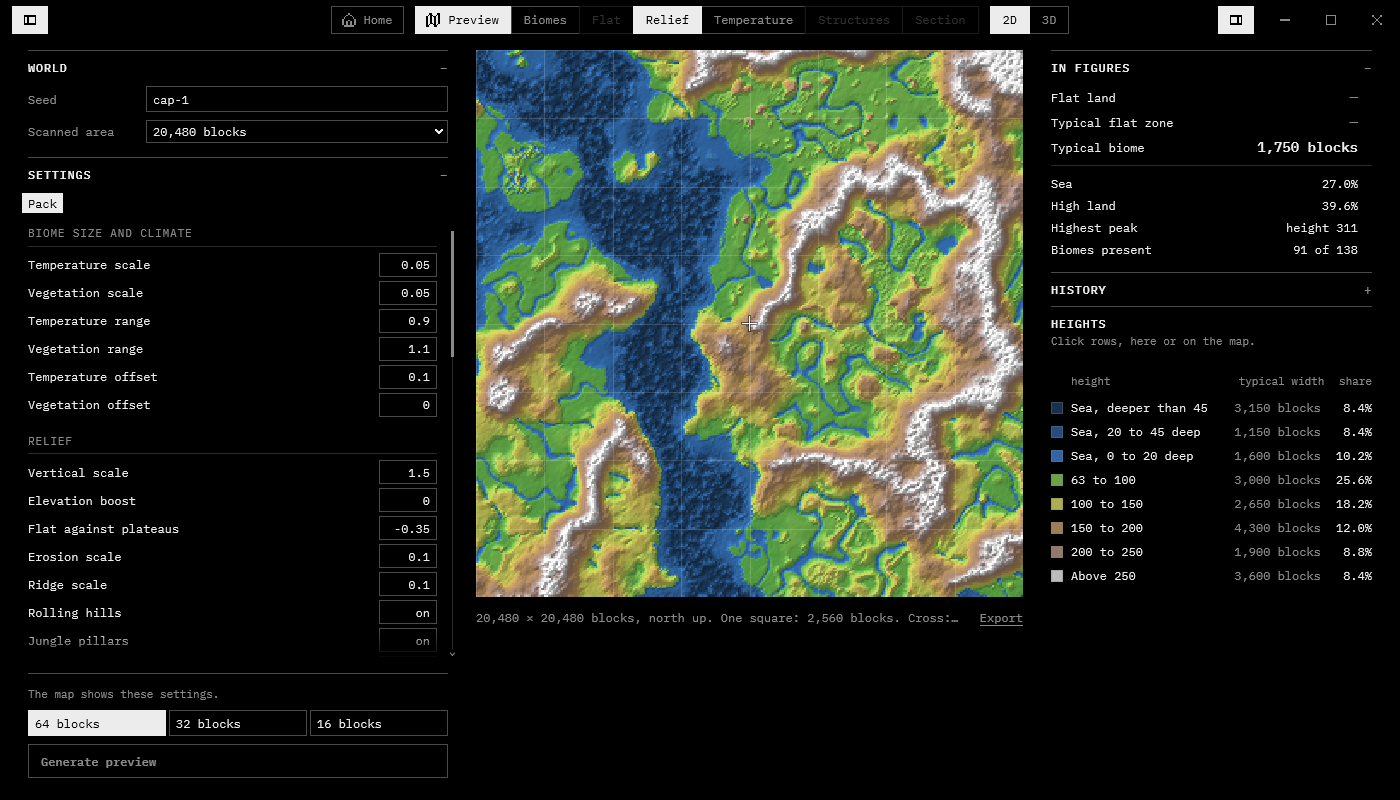 Home Preview Biomes Flat Relief Temperature Structures Section 2D 3D
WORLD
Seed cap-1
Scanned area 20,480 blocks
SETTINGS
Pack
BIOME SIZE AND CLIMATE
Temperature scale 0.05
Vegetation scale 0.05
Temperature range 0.9
Vegetation range 1.1
Temperature offset 0.1
Vegetation offset 0
RELIEF
Vertical scale 1.5
Elevation boost 0
Flat against plateaus -0.35
Erosion scale 0.1
Ridge scale 0.1
Rolling hills on
Jungle pillars on
The map shows these settings.
64 blocks 32 blocks 16 blocks
Generate preview
20,480 × 20,480 blocks, north up. One square: 2,560 blocks. Cross:… Export
IN FIGURES
Flat land —
Typical flat zone —
Typical biome 1,750 blocks
Sea 27.0%
High land 39.6%
Highest peak height 311
Biomes present 91 of 138
HISTORY
HEIGHTS
Click rows, here or on the map.
height typical width share
Sea, deeper than 45 3,150 blocks 8.4%
Sea, 20 to 45 deep 1,150 blocks 8.4%
Sea, 0 to 20 deep 1,600 blocks 10.2%
63 to 100 3,000 blocks 25.6%
100 to 150 2,650 blocks 18.2%
150 to 200 4,300 blocks 12.0%
200 to 250 1,900 blocks 8.8%
Above 250 3,600 blocks 8.4%